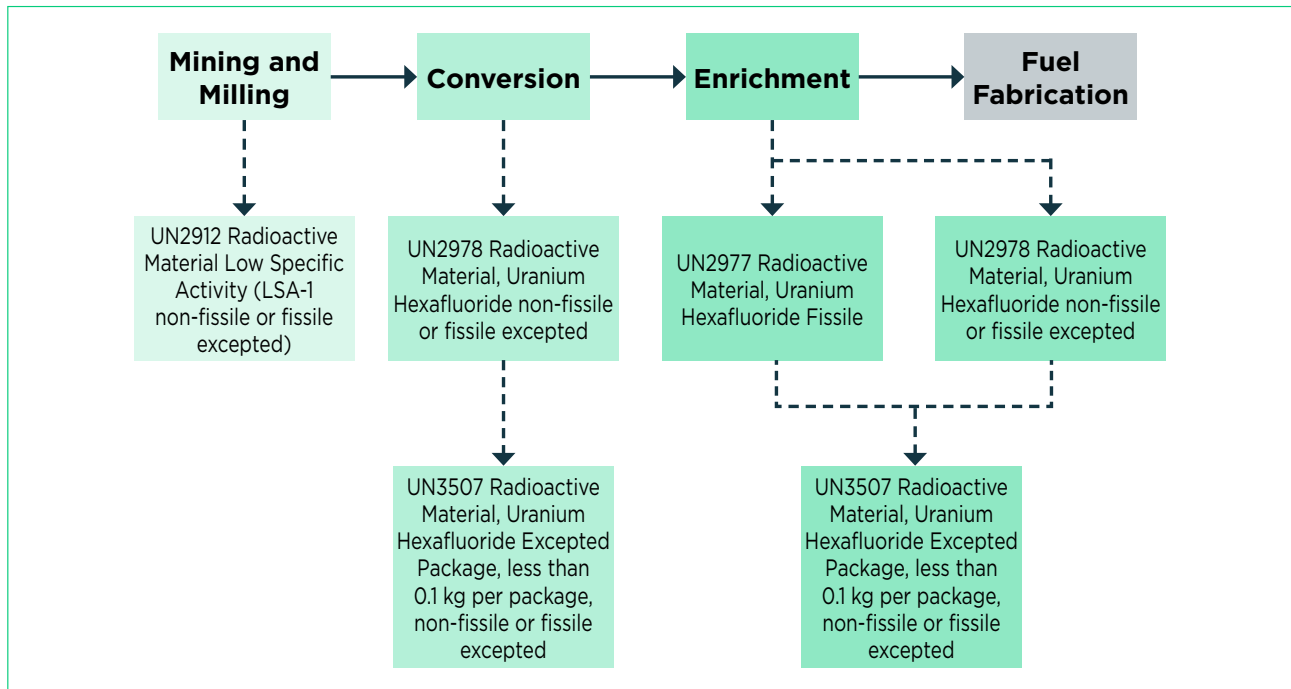 Mining and
Milling
Conversion
Enrichment
Fuel
Fabrication
UN2912 Radioactive
Material Low Specific
Activity (LSA-1
non-fissile or fissile
excepted)
UN2978 Radioactive
Material, Uranium
Hexafluoride non-fissile
or fissile excepted
UN2977 Radioactive
Material, Uranium
Hexafluoride Fissile
UN2978 Radioactive
Material, Uranium
Hexafluoride non-fissile
or fissile excepted
UN3507 Radioactive
Material, Uranium
Hexafluoride Excepted
Package, less than
0.1 kg per package,
non-fissile or fissile
excepted
UN3507 Radioactive
Material, Uranium
Hexafluoride Excepted
Package, less than
0.1 kg per package,
non-fissile or fissile
excepted